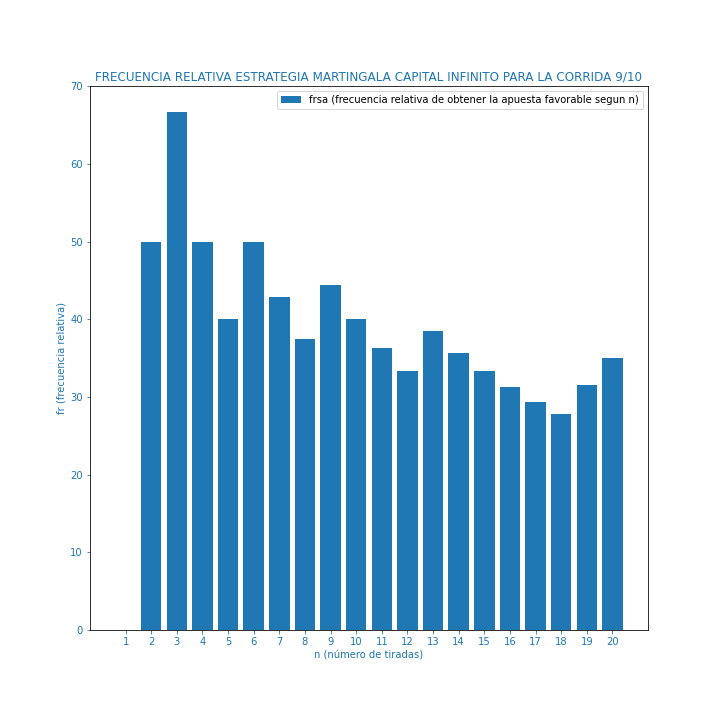 FRECUENCIA RELATIVA ESTRATEGIA MARTINGALA CAPITAL INFINITO PARA LA CORRIDA 9/10
frsa (frecuencia relativa de obtener la apuesta favorable segun n)
70
60
50
40
30
20
10
0
fr (frecuencia relativa)
1 2 3 4 5 6 7 8 9 10 11 12 13 14 15 16 17 18 19 20
n (número de tiradas)